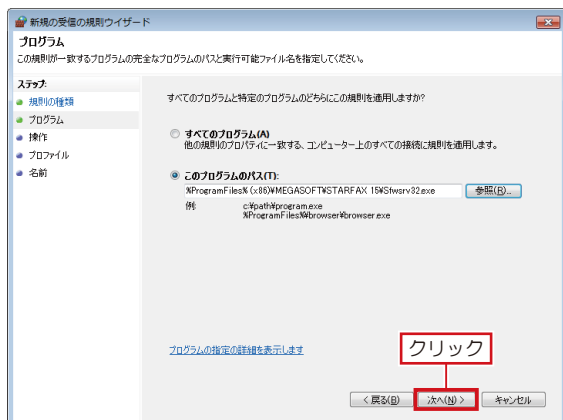 新規の受信の規則ウィザード
プログラム
この規則が一致するプログラムの完全なプログラムのパスと実行可能ファイル名を指定してください。
ステップ:
規則の種類
プログラム
操作
プロファイル
名前
すべてのプログラムと特定のプログラムのどちらにこの規則を適用しますか?
すべてのプログラム(A)
他の規則のプロパティに一致する、コンピューター上のすべての接続に規則を適用します。
このプログラムのパス(T):
%ProgramFiles% (x86)¥MEGASOFT¥STARFAX 15¥Sfwsrv32.exe
参照(R)...
例:
c:¥path¥program.exe
%ProgramFiles%¥browser¥browser.exe
プログラムの指定の詳細を表示します
クリック
< 戻る(B)
次へ(N) >
キャンセル